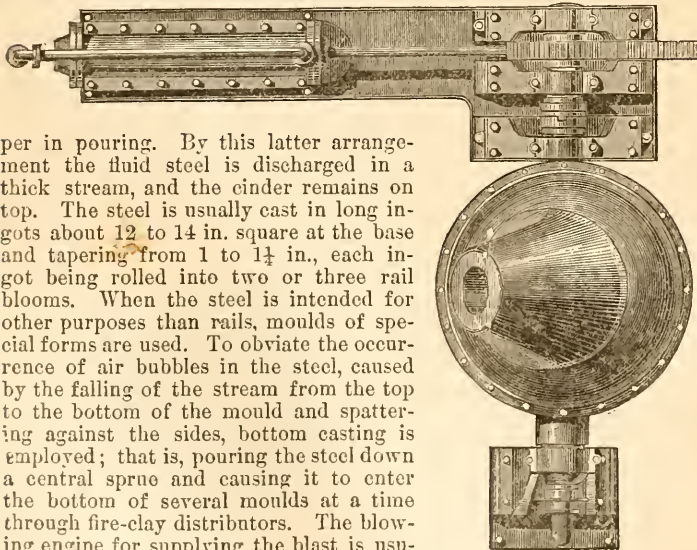 per in pouring. By this latter arrange-
ment the fluid steel is discharged in a
thick stream, and the cinder remains on
top. The steel is usually cast in long in-
gots about 12 to 14 in. square at the base
and tapering from 1 to 1¼ in., each in-
got being rolled into two or three rail
blooms. When the steel is intended for
other purposes than rails, moulds of spe-
cial forms are used. To obviate the occur-
rence of air bubbles in the steel, caused
by the falling of the stream from the top
to the bottom of the mould and spatter-
ing against the sides, bottom casting is
employed; that is, pouring the steel down
a central sprue and causing it to enter
the bottom of several moulds at a time
through fire-clay distributors. The blow-
ing engine for supplying the blast is usu-